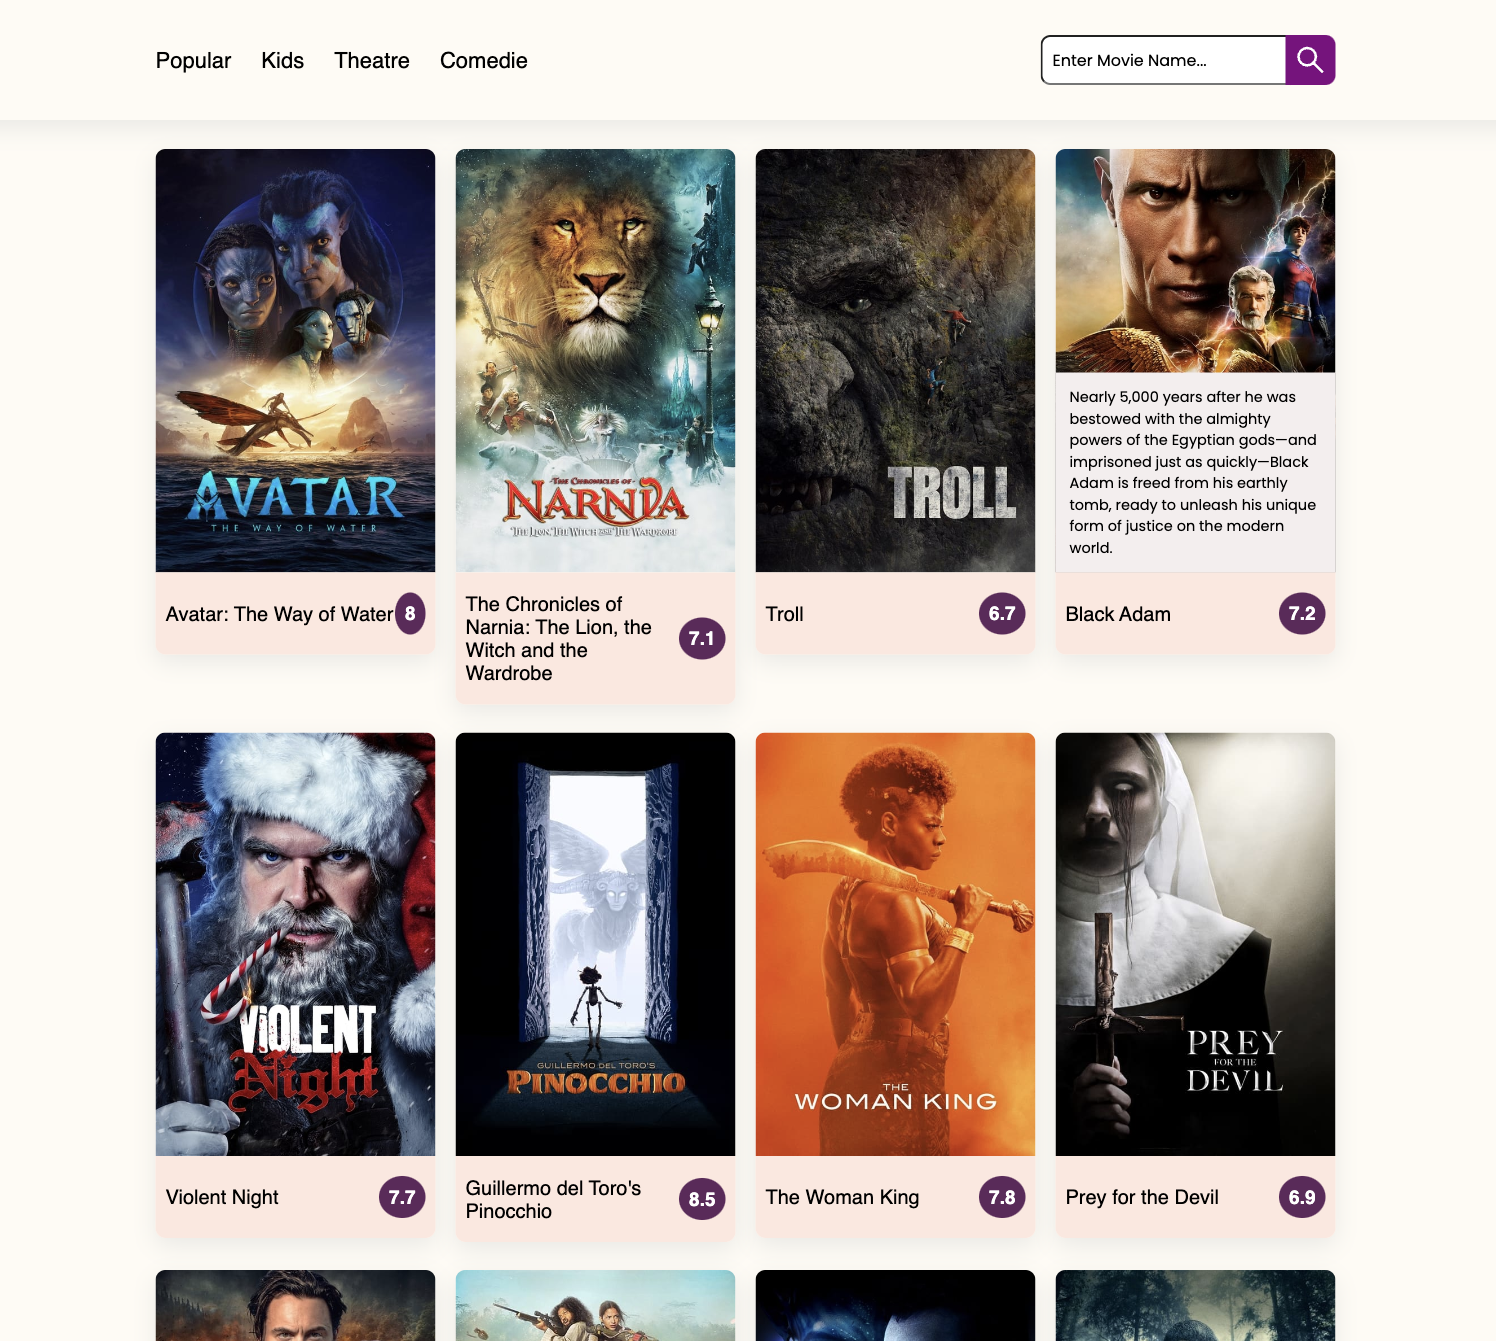 Popular Kids Theatre Comedie
Enter Movie Name...
AVATAR
THE WAY OF WATER
THE CHRONICLES OF
NARNIA
THE LION, THE WITCH AND THE WARDROBE
TROLL
Nearly 5,000 years after he was
bestowed with the almighty
powers of the Egyptian gods—and
imprisoned just as quickly—Black
Adam is freed from his earthly
tomb, ready to unleash his unique
form of justice on the modern
world.
Avatar: The Way of Water 8
The Chronicles of
Narnia: The Lion, the
Witch and the
Wardrobe
7.1
Troll 6.7
Black Adam 7.2
VIOLENT
Night
GUILLERMO DEL TORO'S
PINOCCHIO
THE
WOMAN KING
PREY
FOR THE
DEVIL
Violent Night 7.7
Guillermo del Toro's
Pinocchio
8.5
The Woman King 7.8
Prey for the Devil 6.9